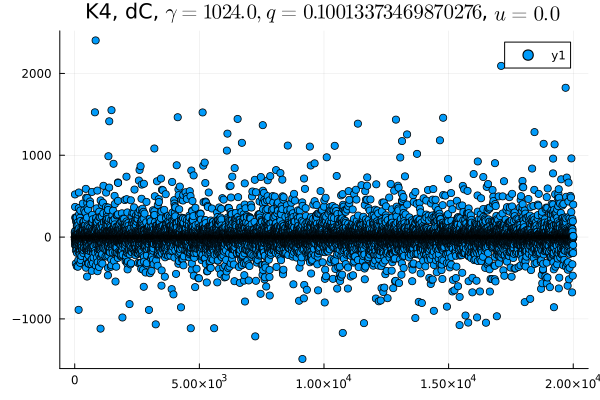 K4, dC, γ = 1024.0, q = 0.10013373469870276, u = 0.0
y1
2000
1000
0
−1000
0 5.00×10³ 1.00×10⁴ 1.50×10⁴ 2.00×10⁴